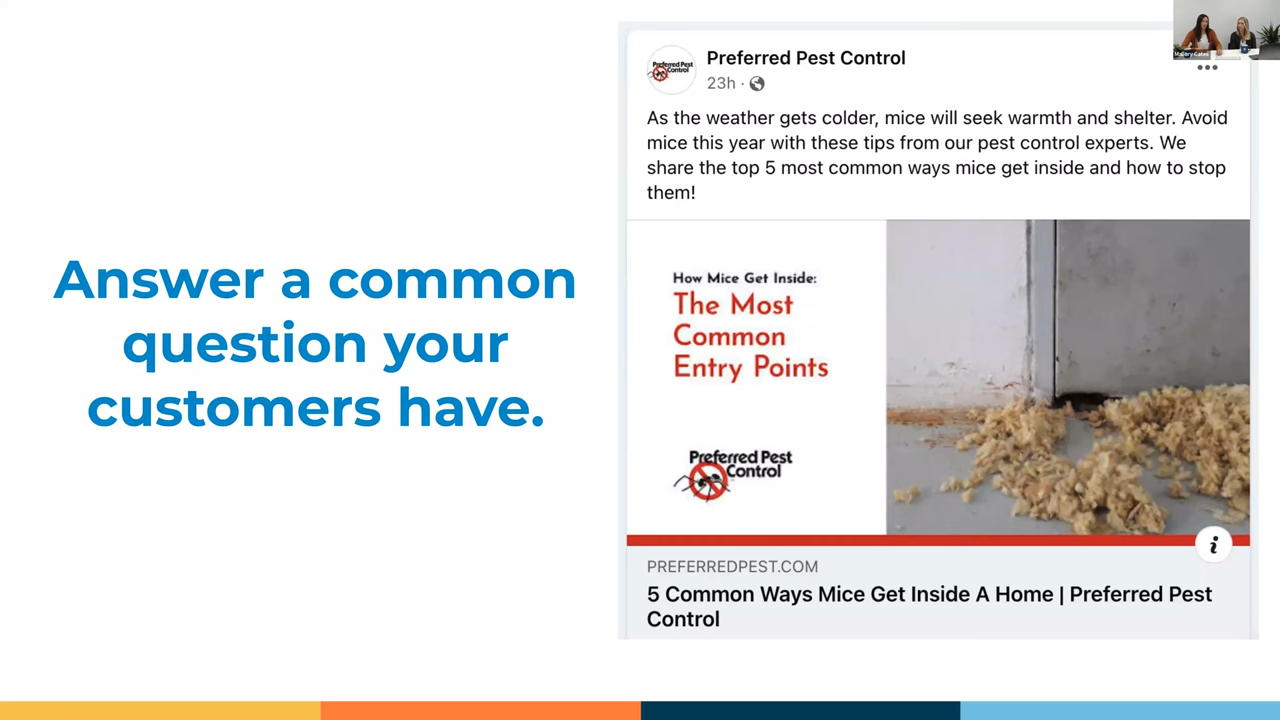 Answer a common
question your
customers have.
Preferred Pest
Control
Preferred Pest Control
23h
As the weather gets colder, mice will seek warmth and shelter. Avoid
mice this year with these tips from our pest control experts. We
share the top 5 most common ways mice get inside and how to stop
them!
How Mice Get Inside:
The Most
Common
Entry Points
Preferred Pest
Control
PREFERREDPEST.COM
5 Common Ways Mice Get Inside A Home | Preferred Pest
Control